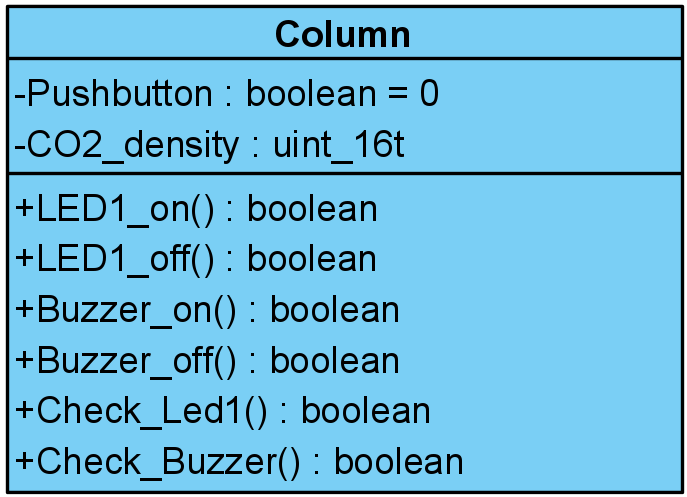 Column
-Pushbutton : boolean = 0
-CO2_density : uint_16t
+LED1_on() : boolean
+LED1_off() : boolean
+Buzzer_on() : boolean
+Buzzer_off() : boolean
+Check_Led1() : boolean
+Check_Buzzer() : boolean